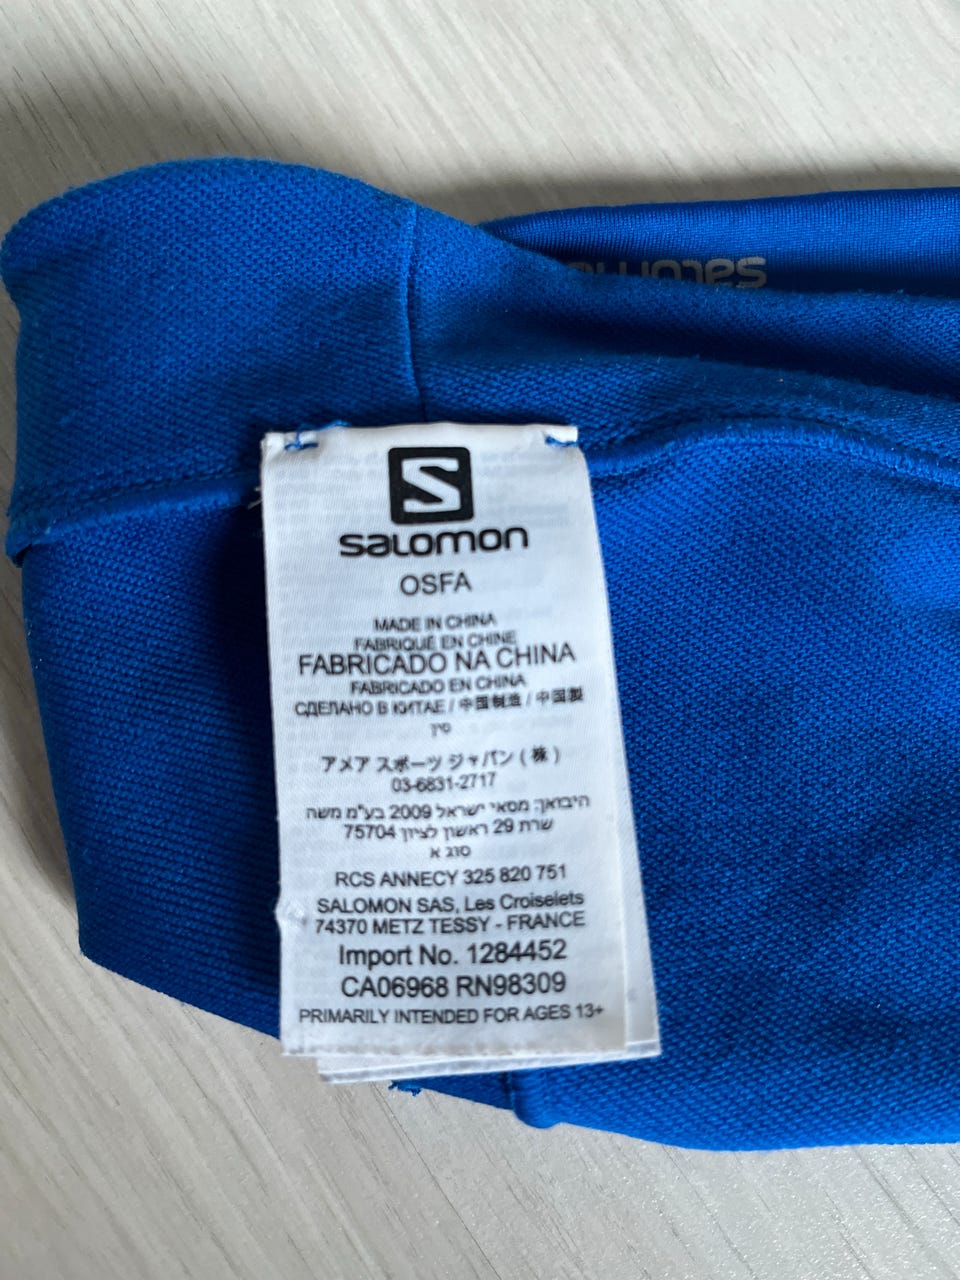 salomon
S
salomon
OSFA
MADE IN CHINA
FABRIQUÉ EN CHINE
FABRICADO NA CHINA
FABRICADO EN CHINA
СДЕЛАНО В КИТАЕ / 中国制造 / 中国製
סין
アメア スポーツ ジャパン ( 株 )
03-6831-2717
היבואן: מסאי ישראל 2009 בע"מ משה
שרת 29 ראשון לציון 75704
סוג א
RCS ANNECY 325 820 751
SALOMON SAS, Les Croiselets
74370 METZ TESSY - FRANCE
Import No. 1284452
CA06968 RN98309
PRIMARILY INTENDED FOR AGES 13+